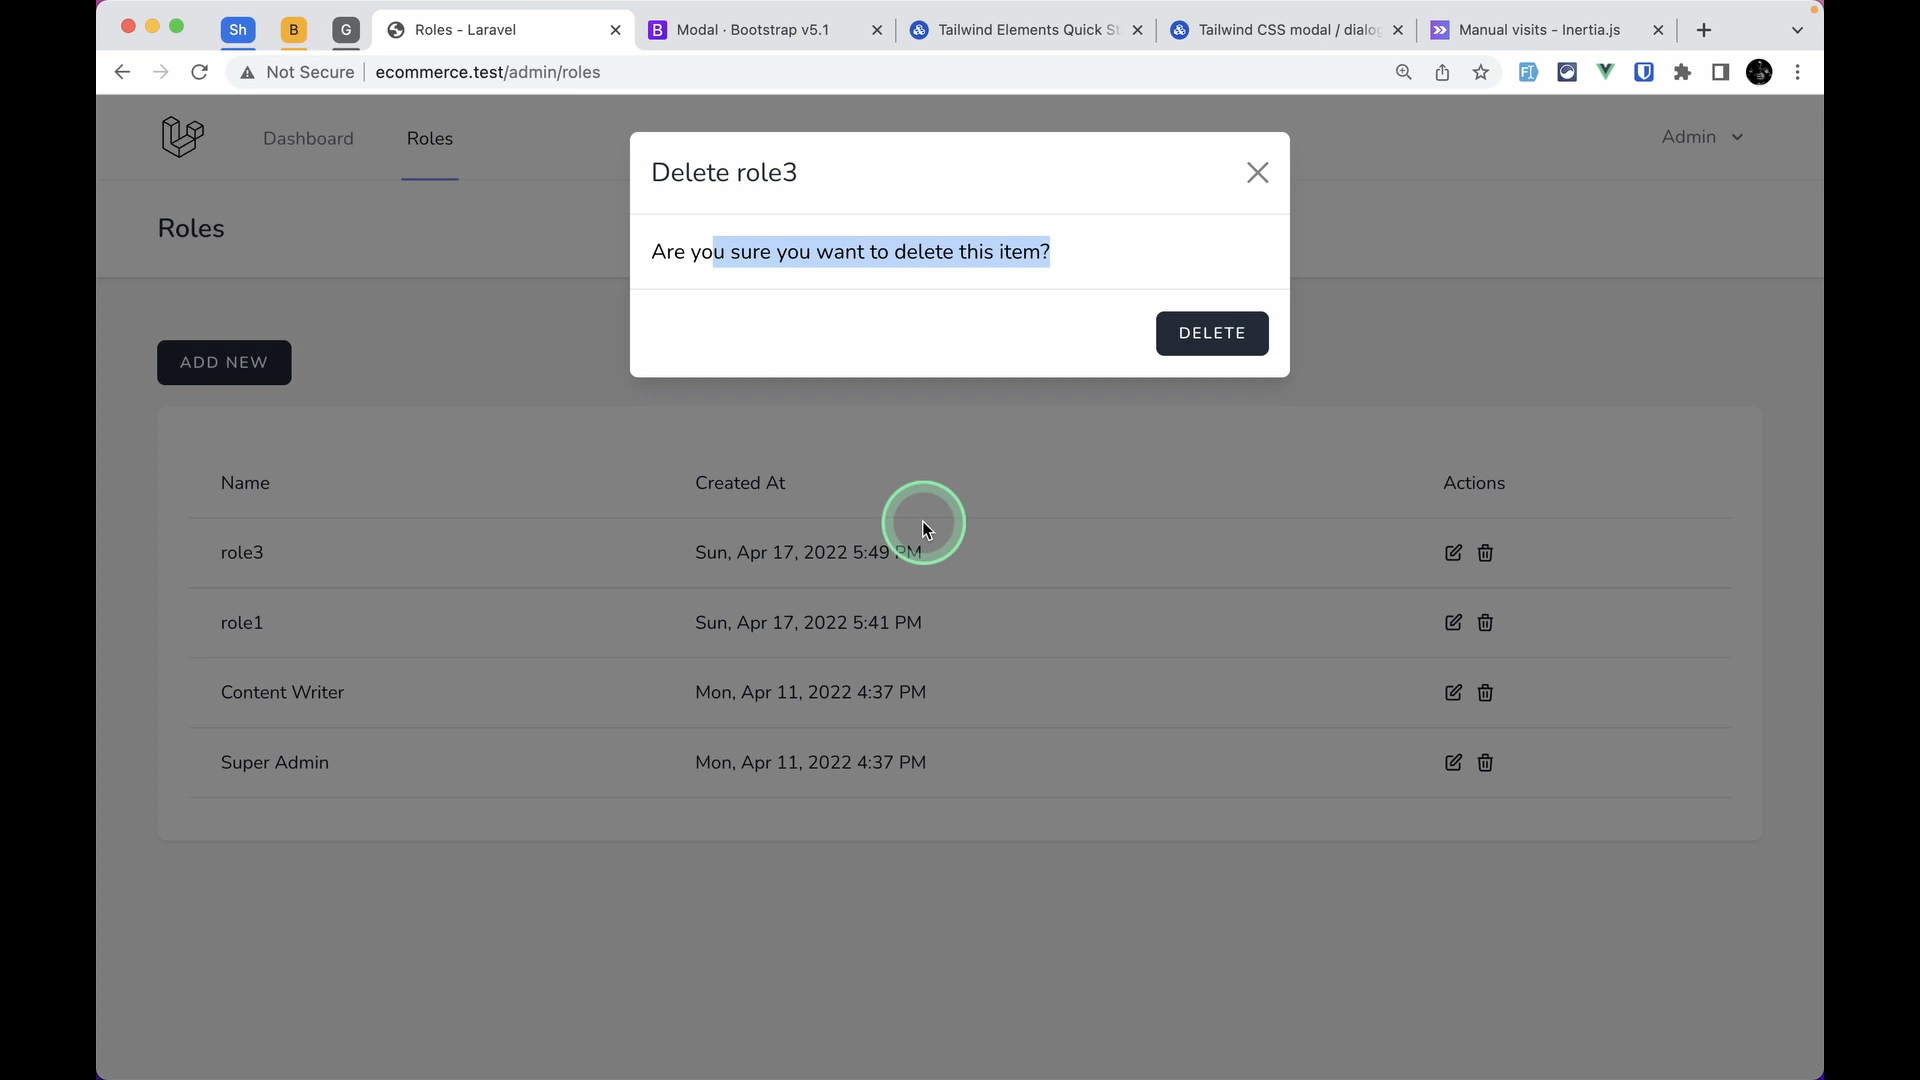 Sh
B
G
Roles - Laravel
Modal · Bootstrap v5.1
Tailwind Elements Quick St
Tailwind CSS modal / dialog
Manual visits - Inertia.js
Not Secure
ecommerce.test/admin/roles
Dashboard
Roles
Admin
Delete role3
Roles
Are you sure you want to delete this item?
DELETE
ADD NEW
Name Created At Actions
role3 Sun, Apr 17, 2022 5:49 PM
role1 Sun, Apr 17, 2022 5:41 PM
Content Writer Mon, Apr 11, 2022 4:37 PM
Super Admin Mon, Apr 11, 2022 4:37 PM